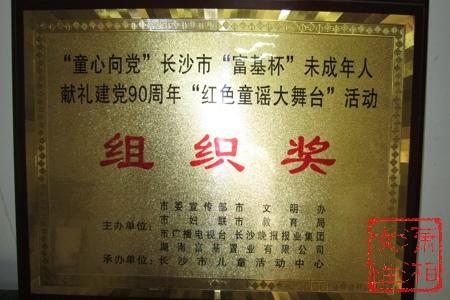 “童心向党”长沙市“富基杯”未成年人
献礼建党90周年“红色童谣大舞台”活动
组织奖
市委宣传部 市文明办
主办单位：市妇联 市教育局
市广播电视台 长沙晚报报业集团
湖南富基置业有限公司
承办单位：长沙市儿童活动中心
潇湘女性